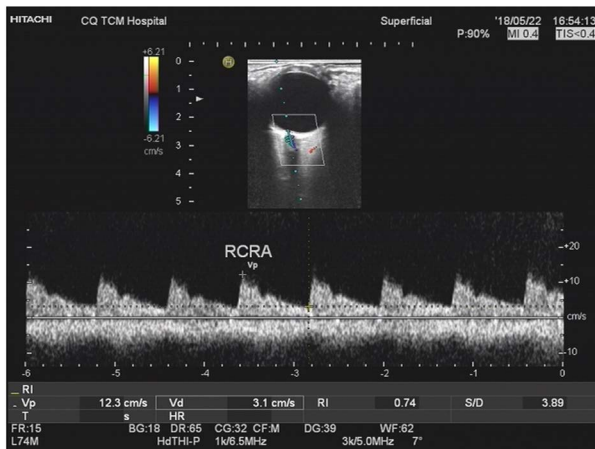 HITACHI CQ TCM Hospital Superficial '18/05/22 16:54:13
P:90% MI 0.4 TIS<0.4
+6.21
-6.21
cm/s
H
0
1
2
3
4
5
RCRA
Vp
+20
+10
cm/s
-10
-6 -5 -4 -3 -2 -1 0
RI
Vp 12.3 cm/s Vd 3.1 cm/s RI 0.74 S/D 3.89
T s HR
FR:15 BG:18 DR:65 CG:32 CF:M DG:39 WF:62
L74M HdTHI-P 1k/6.5MHz 3k/5.0MHz 7°